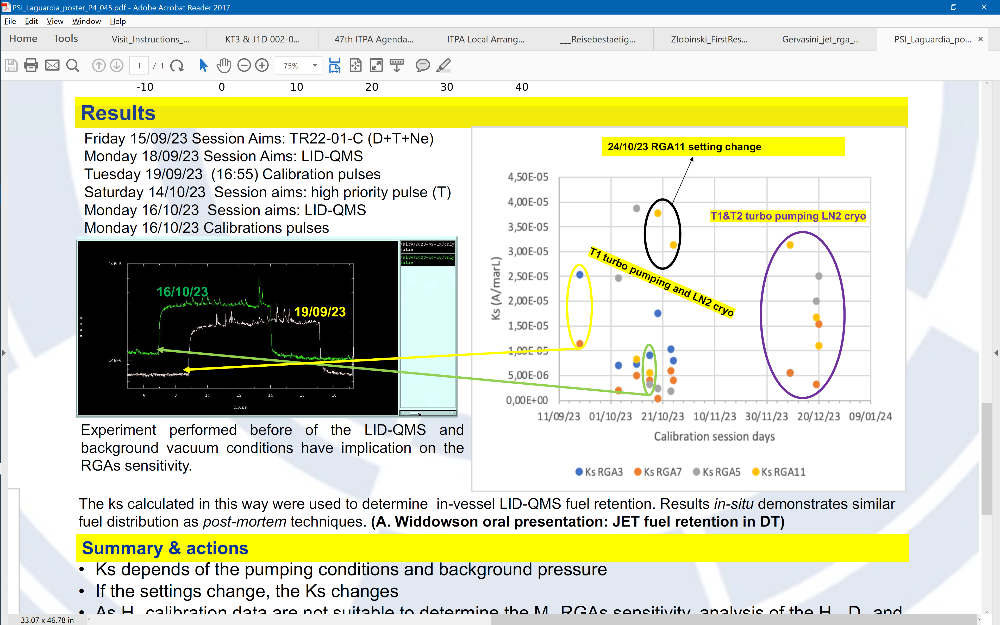 PSI_Laguardia_poster_P4_045.pdf - Adobe Acrobat Reader 2017
File Edit View Window Help
Home Tools Visit_Instructions_... KT3 & J1D 002-0... 47th ITPA Agenda... ITPA Local Arrang... ___Reisebestaetig... Zlobinski_FirstRes... Gervasini_jet_rga_... PSI_Laguardia_po...
1 / 1 75%
-10 0 10 20 30 40
Results
Friday 15/09/23 Session Aims: TR22-01-C (D+T+Ne)
Monday 18/09/23 Session Aims: LID-QMS
Tuesday 19/09/23 (16:55) Calibration pulses
Saturday 14/10/23 Session aims: high priority pulse (T)
Monday 16/10/23 Session aims: LID-QMS
Monday 16/10/23 Calibrations pulses
/slow/2023-09-19/only
value
/slow/2023-10-16/only
value
10E-5
16/10/23
19/09/23
none
10E-6
6 8 10 12 14 16 18
hours
24/10/23 RGA11 setting change
T1&T2 turbo pumping LN2 cryo
T1 turbo pumping and LN2 cryo
4,50E-05
4,00E-05
3,50E-05
3,00E-05
2,50E-05
2,00E-05
1,50E-05
1,00E-05
5,00E-06
0,00E+00
Ks (A/marL)
11/09/23 01/10/23 21/10/23 10/11/23 30/11/23 20/12/23 09/01/24
Calibration session days
Ks RGA3 Ks RGA7 Ks RGA5 Ks RGA11
Experiment performed before of the LID-QMS and
background vacuum conditions have implication on the
RGAs sensitivity.
The ks calculated in this way were used to determine in-vessel LID-QMS fuel retention. Results in-situ demonstrates similar
fuel distribution as post-mortem techniques. (A. Widdowson oral presentation: JET fuel retention in DT)
Summary & actions
• Ks depends of the pumping conditions and background pressure
• If the settings change, the Ks changes
• As H₂ calibration data are not suitable to determine the M₄ RGAs sensitivity, analysis of the H₂, D₂ and
33.07 x 46.78 in